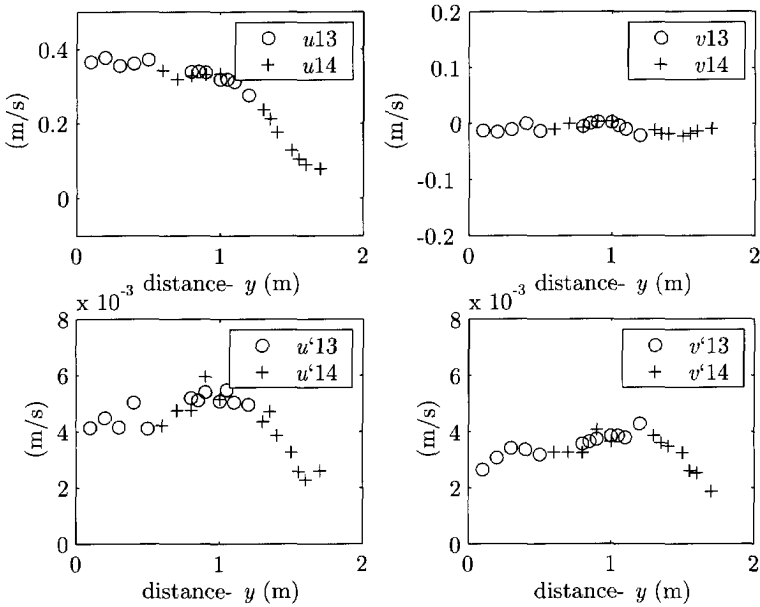 0.4
0.2
0
(m/s)
u13
u14
0 1 2
distance- y (m)
0.2
0.1
0
-0.1
-0.2
(m/s)
v13
v14
0 1 2
distance- y (m)
x 10⁻³
8
6
4
2
0
(m/s)
u‘13
u‘14
0 1 2
distance- y (m)
x 10⁻³
8
6
4
2
0
(m/s)
v‘13
v‘14
0 1 2
distance- y (m)